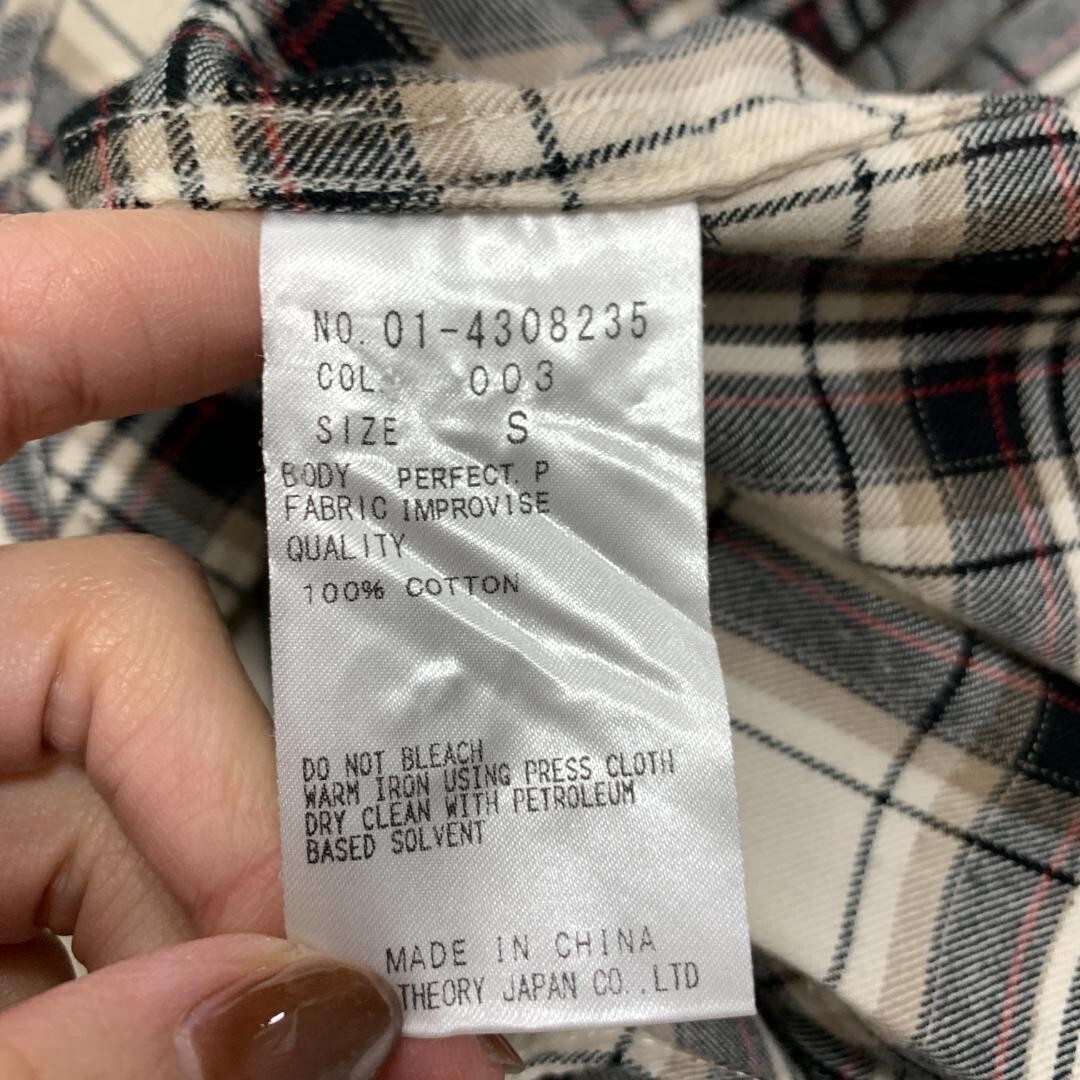 NO. 01-4308235
COL. 003
SIZE S
BODY PERFECT. P
FABRIC IMPROVISE
QUALITY
100% COTTON
DO NOT BLEACH
WARM IRON USING PRESS CLOTH
DRY CLEAN WITH PETROLEUM
BASED SOLVENT
MADE IN CHINA
THEORY JAPAN CO.,LTD